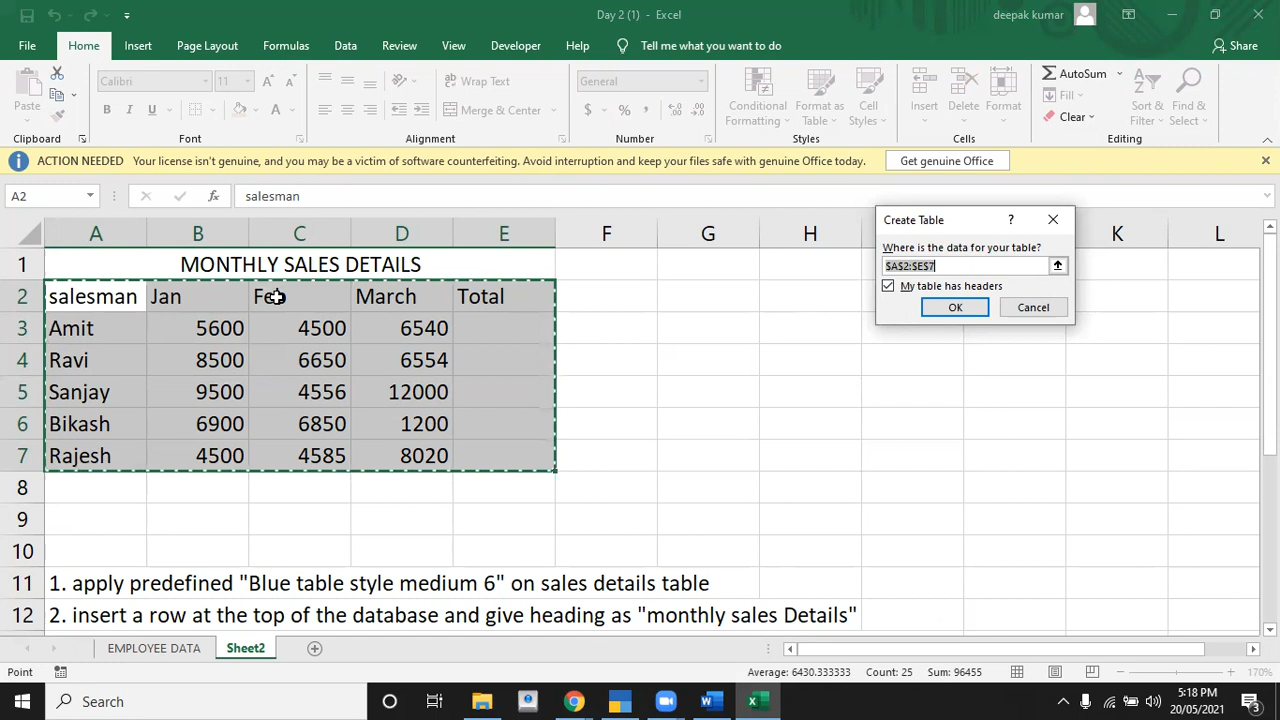 Day 2 (1) - Excel
deepak kumar
File Home Insert Page Layout Formulas Data Review View Developer Help Tell me what you want to do Share
Paste
Calibri 11
B I U A
Wrap Text
Merge & Center
General
$ %
Conditional Formatting
Format as Table
Cell Styles
Insert Delete Format
AutoSum
Fill
Clear
Sort & Filter
Find & Select
Clipboard Font Alignment Number Styles Cells Editing
ACTION NEEDED Your license isn't genuine, and you may be a victim of software counterfeiting. Avoid interruption and keep your files safe with genuine Office today. Get genuine Office
A2 fx salesman
Create Table ?
Where is the data for your table?
$A$2:$E$7
My table has headers
OK Cancel
A B C D E F G H K L
1 MONTHLY SALES DETAILS
2 salesman Jan Feb March Total
3 Amit 5600 4500 6540
4 Ravi 8500 6650 6554
5 Sanjay 9500 4556 12000
6 Bikash 6900 6850 1200
7 Rajesh 4500 4585 8020
8
9
10
11 1. apply predefined "Blue table style medium 6" on sales details table
12 2. insert a row at the top of the database and give heading as "monthly sales Details"
EMPLOYEE DATA Sheet2
Point Average: 6430.333333 Count: 25 Sum: 96455 170%
Search 5:18 PM
20/05/2021 3